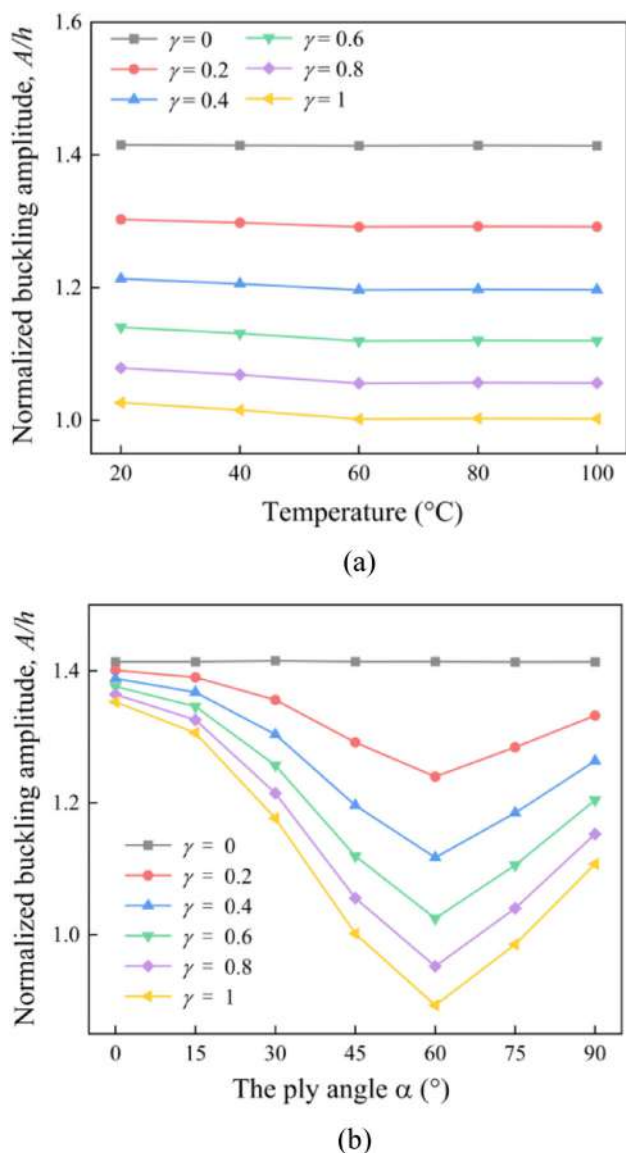 1.6
1.4
1.2
1.0
Normalized buckling amplitude, A/h
γ = 0
γ = 0.2
γ = 0.4
γ = 0.6
γ = 0.8
γ = 1
20 40 60 80 100
Temperature (°C)
(a)
1.4
1.2
1.0
Normalized buckling amplitude, A/h
γ = 0
γ = 0.2
γ = 0.4
γ = 0.6
γ = 0.8
γ = 1
0 15 30 45 60 75 90
The ply angle α (°)
(b)